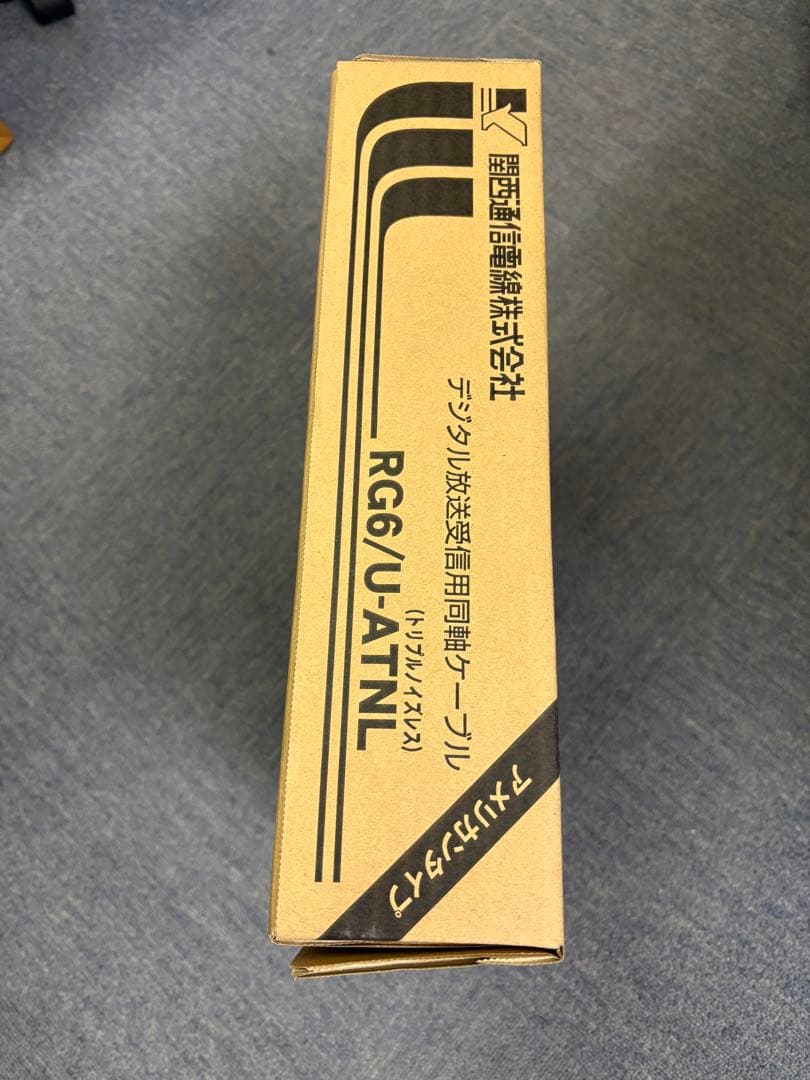 関西通信電線株式会社
デジタル放送受信用同軸ケーブル
(トリプルノイズレス)
RG6/U-ATNL
アメリカンタイプ